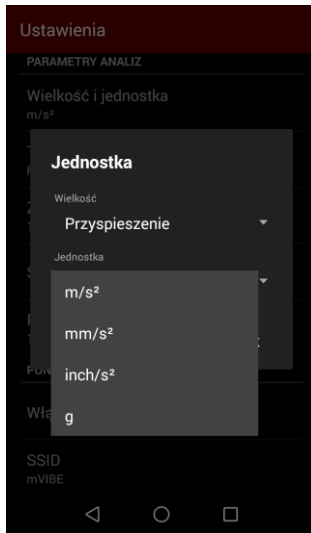 Ustawienia
PARAMETRY ANALIZ
Wielkość i jednostka
m/s²
Jednostka
Wielkość
Przyspieszenie
Jednostka
m/s²
mm/s²
inch/s²
g
SSID
mVIBE